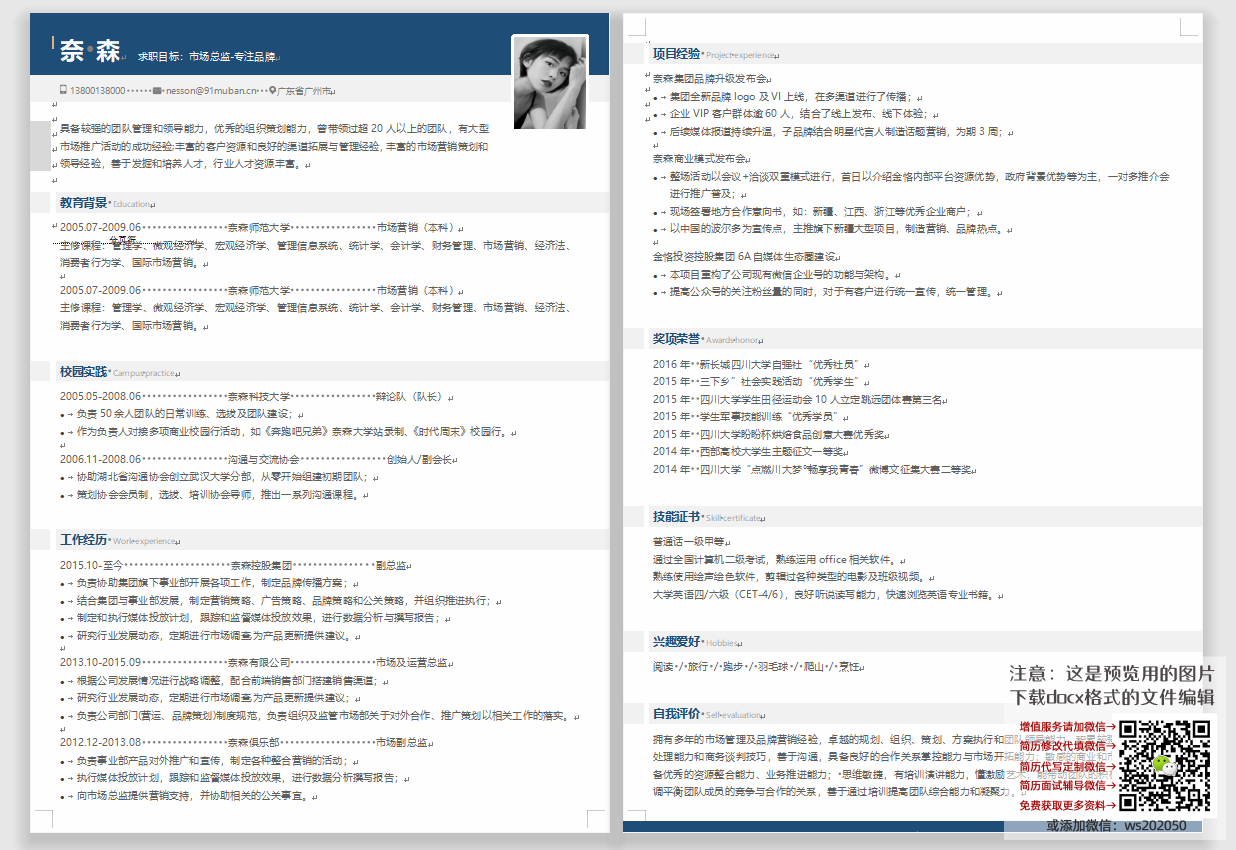 奈·森 求职目标：市场总监-专注品牌
13800138000 nesson@91muban.cn 广东省广州市
具备较强的团队管理和领导能力，优秀的组织策划能力，曾带领过超 20 人以上的团队，有大型
市场推广活动的成功经验;丰富的客户资源和良好的渠道拓展与管理经验, 丰富的市场营销策划和
领导经验，善于发掘和培养人才，行业人才资源丰富。
教育背景 Education
2005.07-2009.06 奈森师范大学 市场营销（本科）
分页符
主修课程：管理学、微观经济学、宏观经济学、管理信息系统、统计学、会计学、财务管理、市场营销、经济法、
消费者行为学、国际市场营销。
2005.07-2009.06 奈森师范大学 市场营销（本科）
主修课程：管理学、微观经济学、宏观经济学、管理信息系统、统计学、会计学、财务管理、市场营销、经济法、
消费者行为学、国际市场营销。
校园实践 Campus practice
2005.05-2008.06 奈森科技大学 辩论队（队长）
负责 50 余人团队的日常训练、选拔及团队建设；
作为负责人对接多项商业校园行活动，如《奔跑吧兄弟》奈森大学站录制、《时代周末》校园行。
2006.11-2008.06 沟通与交流协会 创始人/副会长
协助湖北省沟通协会创立武汉大学分部，从零开始组建初期团队；
策划协会会员制，选拔、培训协会导师，推出一系列沟通课程。
工作经历 Work experience
2015.10-至今 奈森控股集团 副总监
负责协助集团旗下事业部开展各项工作，制定品牌传播方案；
结合集团与事业部发展，制定营销策略、广告策略、品牌策略和公关策略，并组织推进执行；
制定和执行媒体投放计划，跟踪和监督媒体投放效果，进行数据分析与撰写报告；
研究行业发展动态，定期进行市场调查,为产品更新提供建议。
2013.10-2015.09 奈森有限公司 市场及运营总监
根据公司发展情况进行战略调整，配合前端销售部门搭建销售渠道；
研究行业发展动态，定期进行市场调查,为产品更新提供建议；
负责公司部门(营运、品牌策划)制度规范，负责组织及监管市场部关于对外合作、推广策划以相关工作的落实。
2012.12-2013.08 奈森俱乐部 市场副总监
负责事业部产品对外推广和宣传，制定各种整合营销的活动；
执行媒体投放计划，跟踪和监督媒体投放效果，进行数据分析撰写报告；
向市场总监提供营销支持，并协助相关的公关事宜。
项目经验 Project experience
奈森集团品牌升级发布会
集团全新品牌 logo 及 VI 上线，在多渠道进行了传播；
企业 VIP 客户群体逾 60 人，结合了线上发布、线下体验；
后续媒体报道持续升温，子品牌结合明星代言人制造话题营销，为期 3 周；
奈森商业模式发布会
整场活动以会议+洽谈双重模式进行，首日以介绍金恪内部平台资源优势，政府背景优势等为主，一对多推介会
进行推广普及；
现场签署地方合作意向书，如：新疆、江西、浙江等优秀企业商户；
以中国的波尔多为宣传点，主推旗下新疆大型项目，制造营销、品牌热点。
金恪投资控股集团 6A 自媒体生态圈建设
本项目重构了公司现有微信企业号的功能与架构。
提高公众号的关注粉丝量的同时，对于有客户进行统一宣传，统一管理。
奖项荣誉 Awards honor
2016 年 新长城四川大学自强社“优秀社员”
2015 年 三下乡”社会实践活动“优秀学生”
2015 年 四川大学学生田径运动会 10 人立定跳远团体赛第三名
2015 年 学生军事技能训练“优秀学员”
2015 年 四川大学盼盼杯烘焙食品创意大赛优秀奖
2014 年 西部高校大学生主题征文一等奖
2014 年 四川大学“点燃川大梦 畅享我青春”微博文征集大赛二等奖
技能证书 Skill certificate
普通话一级甲等
通过全国计算机二级考试，熟练运用 office 相关软件。
熟练使用绘声绘色软件，剪辑过各种类型的电影及班级视频。
大学英语四/六级（CET-4/6），良好听说读写能力，快速浏览英语专业书籍。
兴趣爱好 Hobbies
阅读 / 旅行 / 跑步 / 羽毛球 / 爬山 / 烹饪
自我评价 Self evaluation
拥有多年的市场管理及品牌营销经验，卓越的规划、组织、策划、方案执行和团队领导能力，
处理能力和商务谈判技巧，善于沟通，具备良好的合作关系掌控能力与市场开拓能力；敏感的商业和市
备优秀的资源整合能力、业务推进能力； 思维敏捷，有培训演讲能力，懂激励艺术，能带动团队的积
调平衡团队成员的竞争与合作的关系，善于通过培训提高团队综合能力和凝聚力。
注意：这是预览用的图片
下载docx格式的文件编辑
增值服务请加微信→
简历修改代填微信→
简历代写定制微信→
简历面试辅导微信→
免费获取更多资料→
或添加微信：ws202050